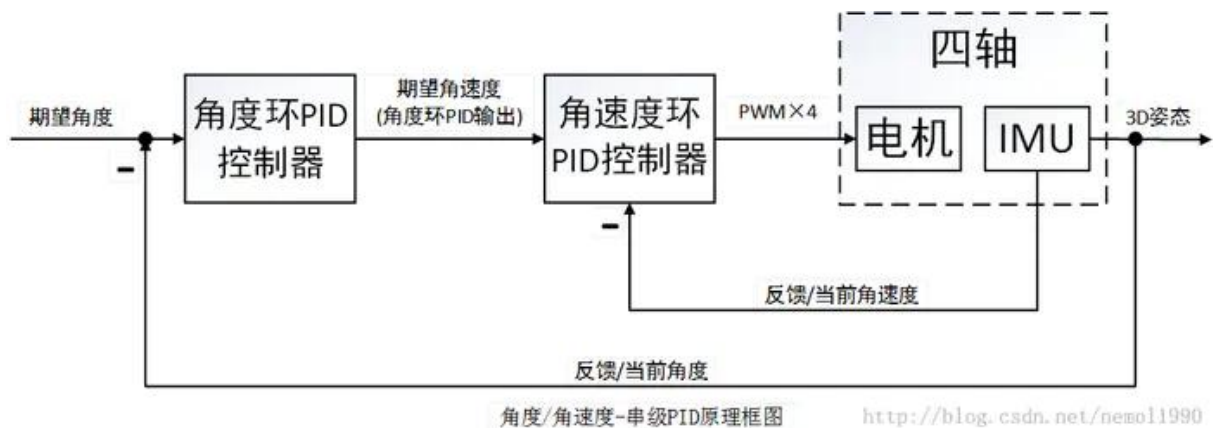 四轴
期望角度
角度环PID
控制器
期望角速度
(角度环PID输出)
角速度环
PID控制器
PWM×4
电机
IMU
3D姿态
-
-
反馈/当前角速度
反馈/当前角度
角度/角速度-串级PID原理框图
http://blog.csdn.net/nemol1990